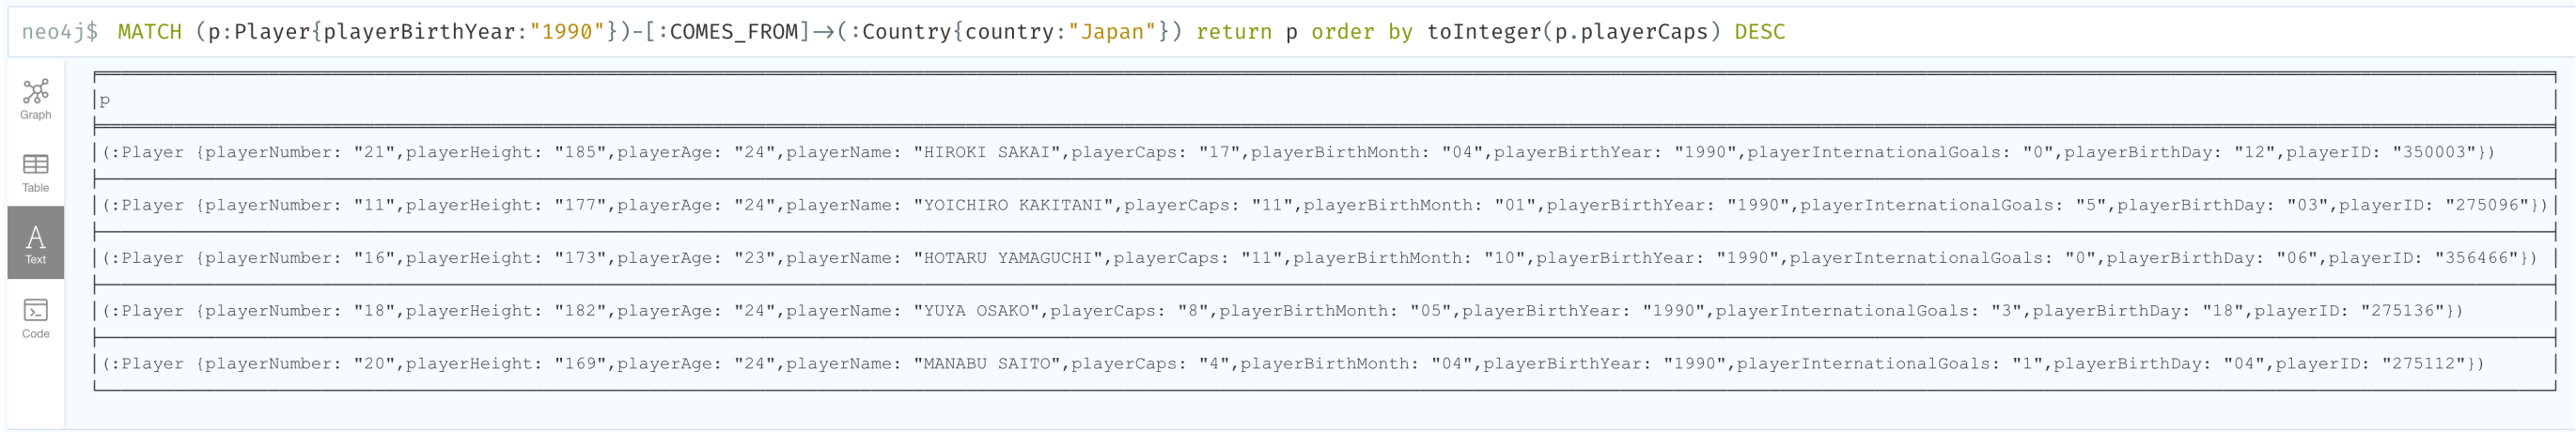 neo4j$ MATCH (p:Player{playerBirthYear:"1990"})-[:COMES_FROM]→(:Country{country:"Japan"}) return p order by toInteger(p.playerCaps) DESC
Graph
Table
A
Text
Code
p
(:Player {playerNumber: "21",playerHeight: "185",playerAge: "24",playerName: "HIROKI SAKAI",playerCaps: "17",playerBirthMonth: "04",playerBirthYear: "1990",playerInternationalGoals: "0",playerBirthDay: "12",playerID: "350003"})
(:Player {playerNumber: "11",playerHeight: "177",playerAge: "24",playerName: "YOICHIRO KAKITANI",playerCaps: "11",playerBirthMonth: "01",playerBirthYear: "1990",playerInternationalGoals: "5",playerBirthDay: "03",playerID: "275096"})
(:Player {playerNumber: "16",playerHeight: "173",playerAge: "23",playerName: "HOTARU YAMAGUCHI",playerCaps: "11",playerBirthMonth: "10",playerBirthYear: "1990",playerInternationalGoals: "0",playerBirthDay: "06",playerID: "356466"})
(:Player {playerNumber: "18",playerHeight: "182",playerAge: "24",playerName: "YUYA OSAKO",playerCaps: "8",playerBirthMonth: "05",playerBirthYear: "1990",playerInternationalGoals: "3",playerBirthDay: "18",playerID: "275136"})
(:Player {playerNumber: "20",playerHeight: "169",playerAge: "24",playerName: "MANABU SAITO",playerCaps: "4",playerBirthMonth: "04",playerBirthYear: "1990",playerInternationalGoals: "1",playerBirthDay: "04",playerID: "275112"})